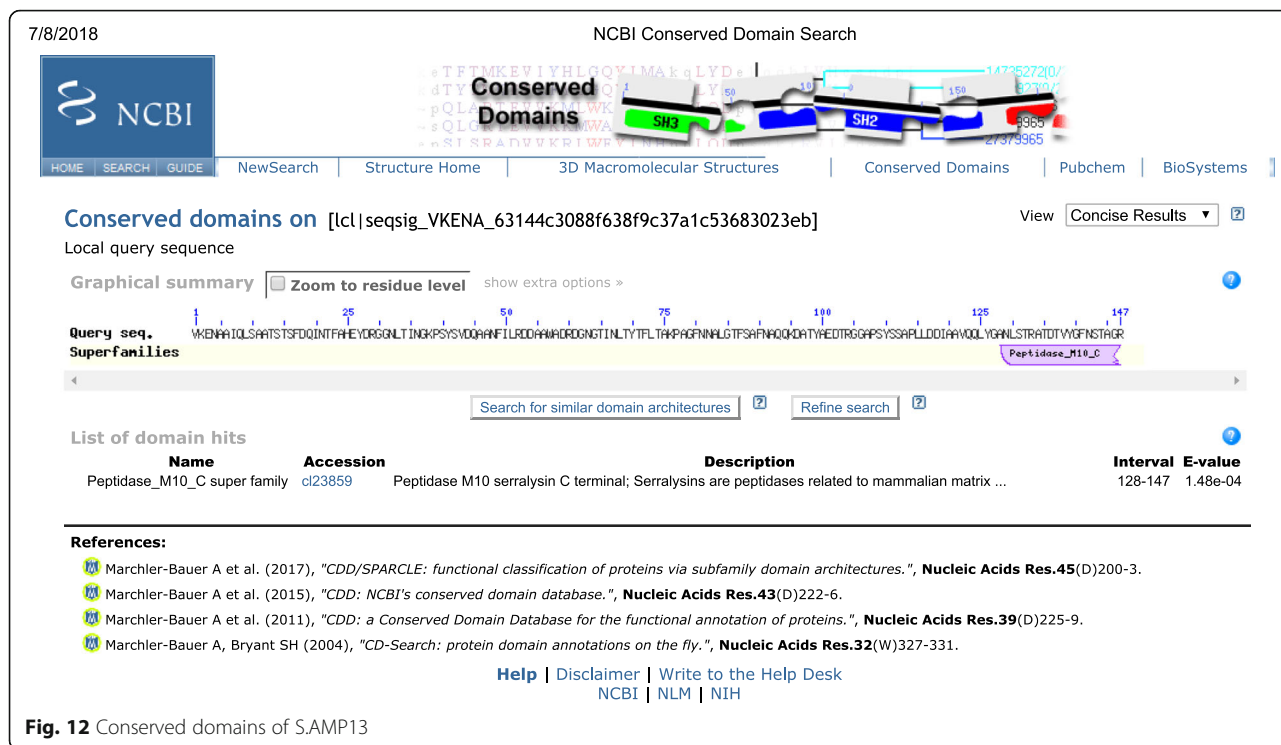 7/8/2018 NCBI Conserved Domain Search
NCBI
Conserved
Domains
SH3
SH2
HOME SEARCH GUIDE NewSearch Structure Home 3D Macromolecular Structures Conserved Domains Pubchem BioSystems
Conserved domains on [lcl|seqsig_VKENA_63144c3088f638f9c37a1c53683023eb]
View Concise Results
Local query sequence
Graphical summary Zoom to residue level show extra options »
1 25 50 75 100 125 147
Query seq.
Superfamilies Peptidase_M10_C
Search for similar domain architectures Refine search
List of domain hits
Name Accession Description Interval E-value
Peptidase_M10_C super family cl23859 Peptidase M10 serralysin C terminal; Serralysins are peptidases related to mammalian matrix ... 128-147 1.48e-04
References:
Marchler-Bauer A et al. (2017), "CDD/SPARCLE: functional classification of proteins via subfamily domain architectures.", Nucleic Acids Res.45(D)200-3.
Marchler-Bauer A et al. (2015), "CDD: NCBI's conserved domain database.", Nucleic Acids Res.43(D)222-6.
Marchler-Bauer A et al. (2011), "CDD: a Conserved Domain Database for the functional annotation of proteins.", Nucleic Acids Res.39(D)225-9.
Marchler-Bauer A, Bryant SH (2004), "CD-Search: protein domain annotations on the fly.", Nucleic Acids Res.32(W)327-331.
Help | Disclaimer | Write to the Help Desk
NCBI | NLM | NIH
Fig. 12 Conserved domains of S.AMP13